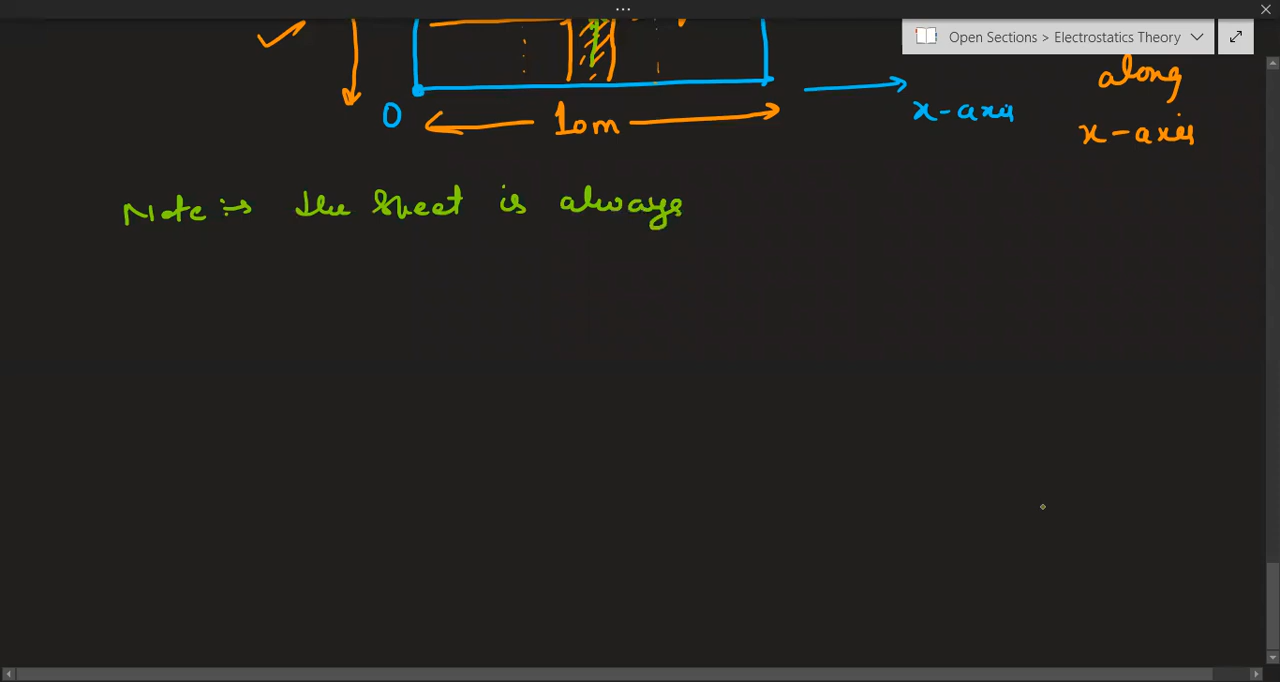 ...
Open Sections > Electrostatics Theory
along
x-axis
0
10m
x-axis
Note :→ the sheet is always